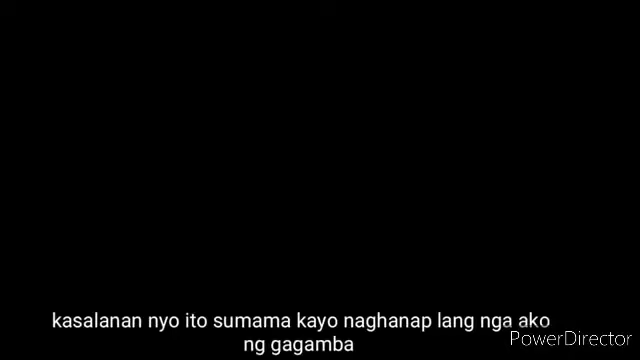 kasalanan nyo ito sumama kayo naghanap lang nga ako
ng gagamba
PowerDirector